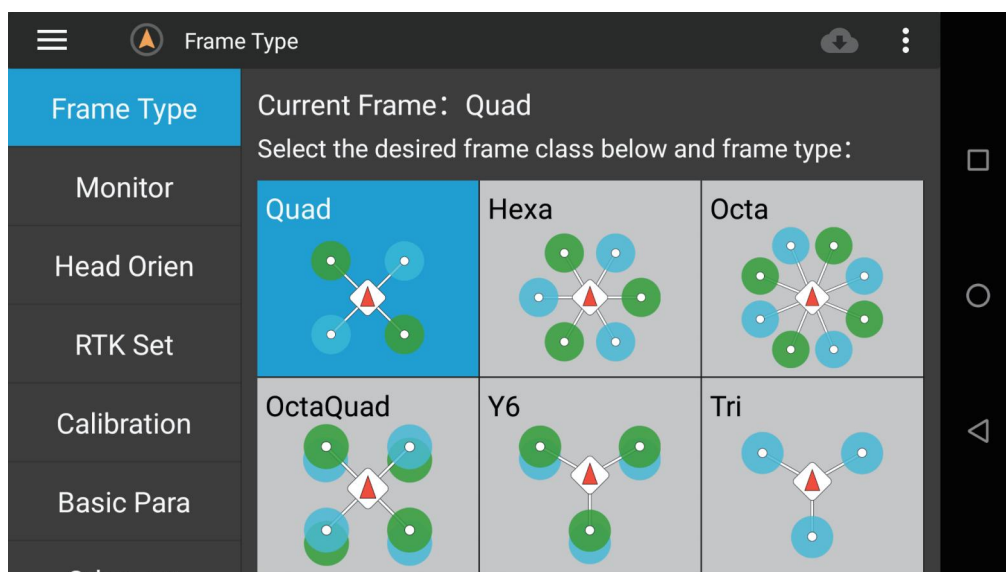 Frame Type
Frame Type
Monitor
Head Orien
RTK Set
Calibration
Basic Para
Current Frame: Quad
Select the desired frame class below and frame type:
Quad
Hexa
Octa
OctaQuad
Y6
Tri